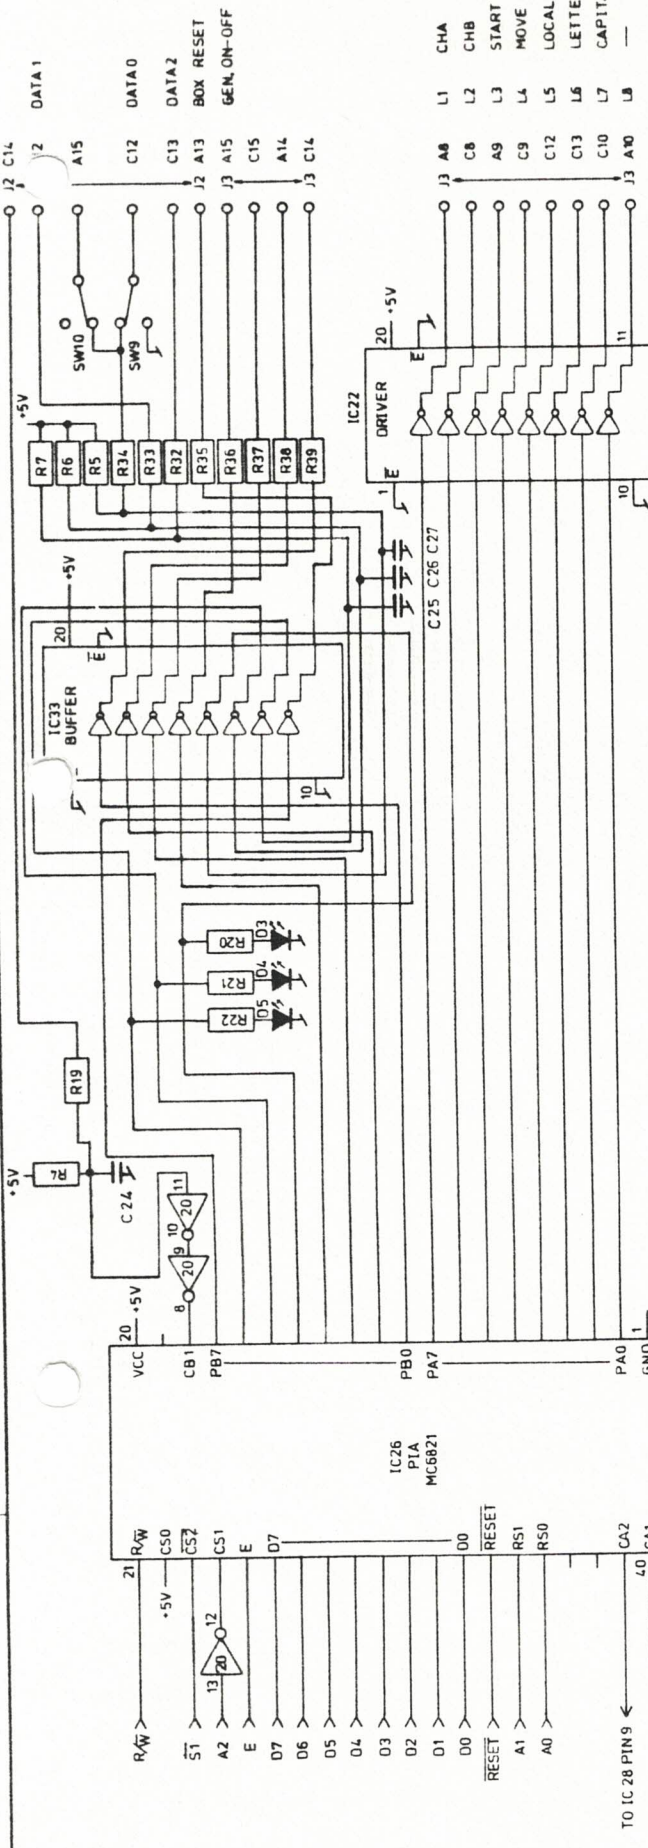 J2 C14
12 DATA 1
A15
C12 DATA 0
C13 DATA 2
J2 A13 BOX RESET
J3 A15 GEN, ON-OFF
C15
A14
J3 C14
SW10
SW9
+5V
R7
R6
R5
R34
R33
R32
R35
R36
R37
R38
R39
J3 A8 L1 CHA
C8 L2 CHB
A9 L3 START
C9 L4 MOVE
C12 L5 LOCAL
C13 L6 LETTE
C10 L7 CAPIT
J3 A10 L8 —
IC22
DRIVER
20 +5V
E
11
1 E
10
C25 C26 C27
20 +5V
E
IC33
BUFFER
10
R20 D3
R21 D4
R22 D5
R19
+5V
R4
C24
11 20 10
9 20 8
20 +5V
VCC
CB1
PB7
PB0
PA7
PA0
GND 1
IC26
PIA
MC6821
21 R/W
CS0
CS2
CS1
E
D7
D0
RESET
RS1
RS0
CA2
40 CA1
+5V
13 20 12
R/W
S1
A2
E
D7
D6
D5
D4
D3
D2
D1
D0
RESET
A1
A0
TO IC 28 PIN 9